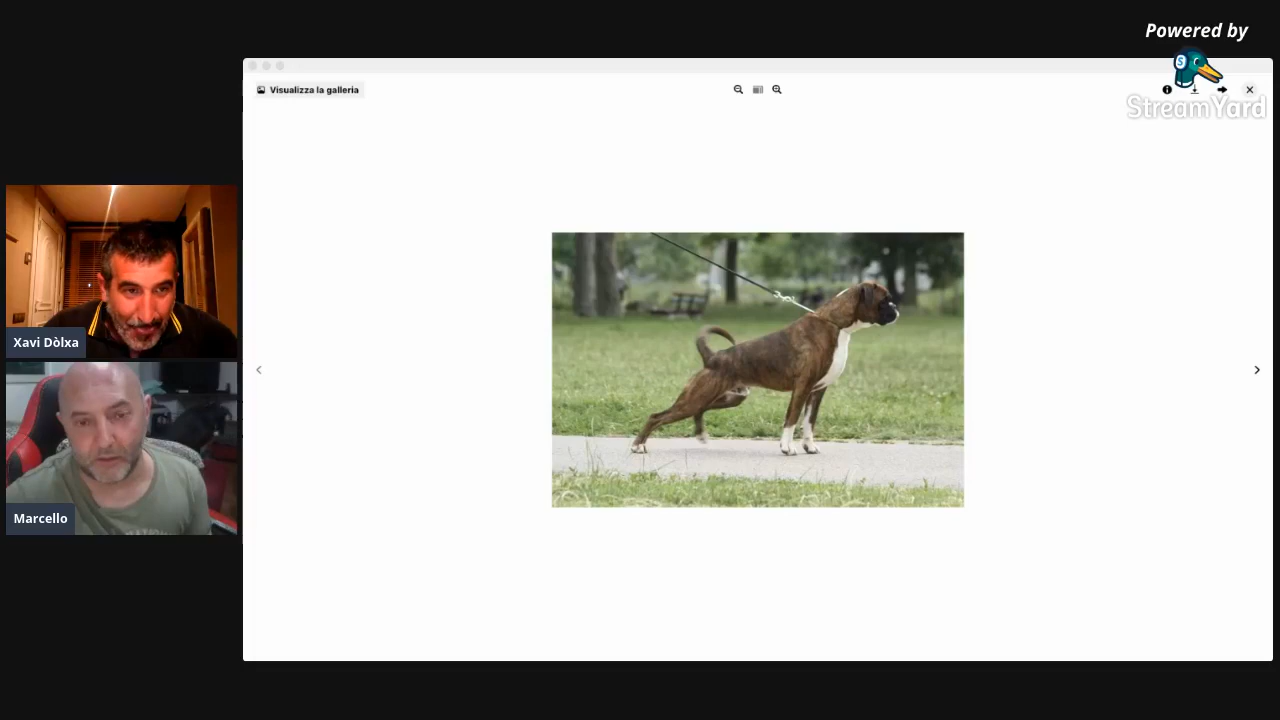 Powered by
StreamYard
Visualizza la galleria
Xavi Dòlxa
Marcello